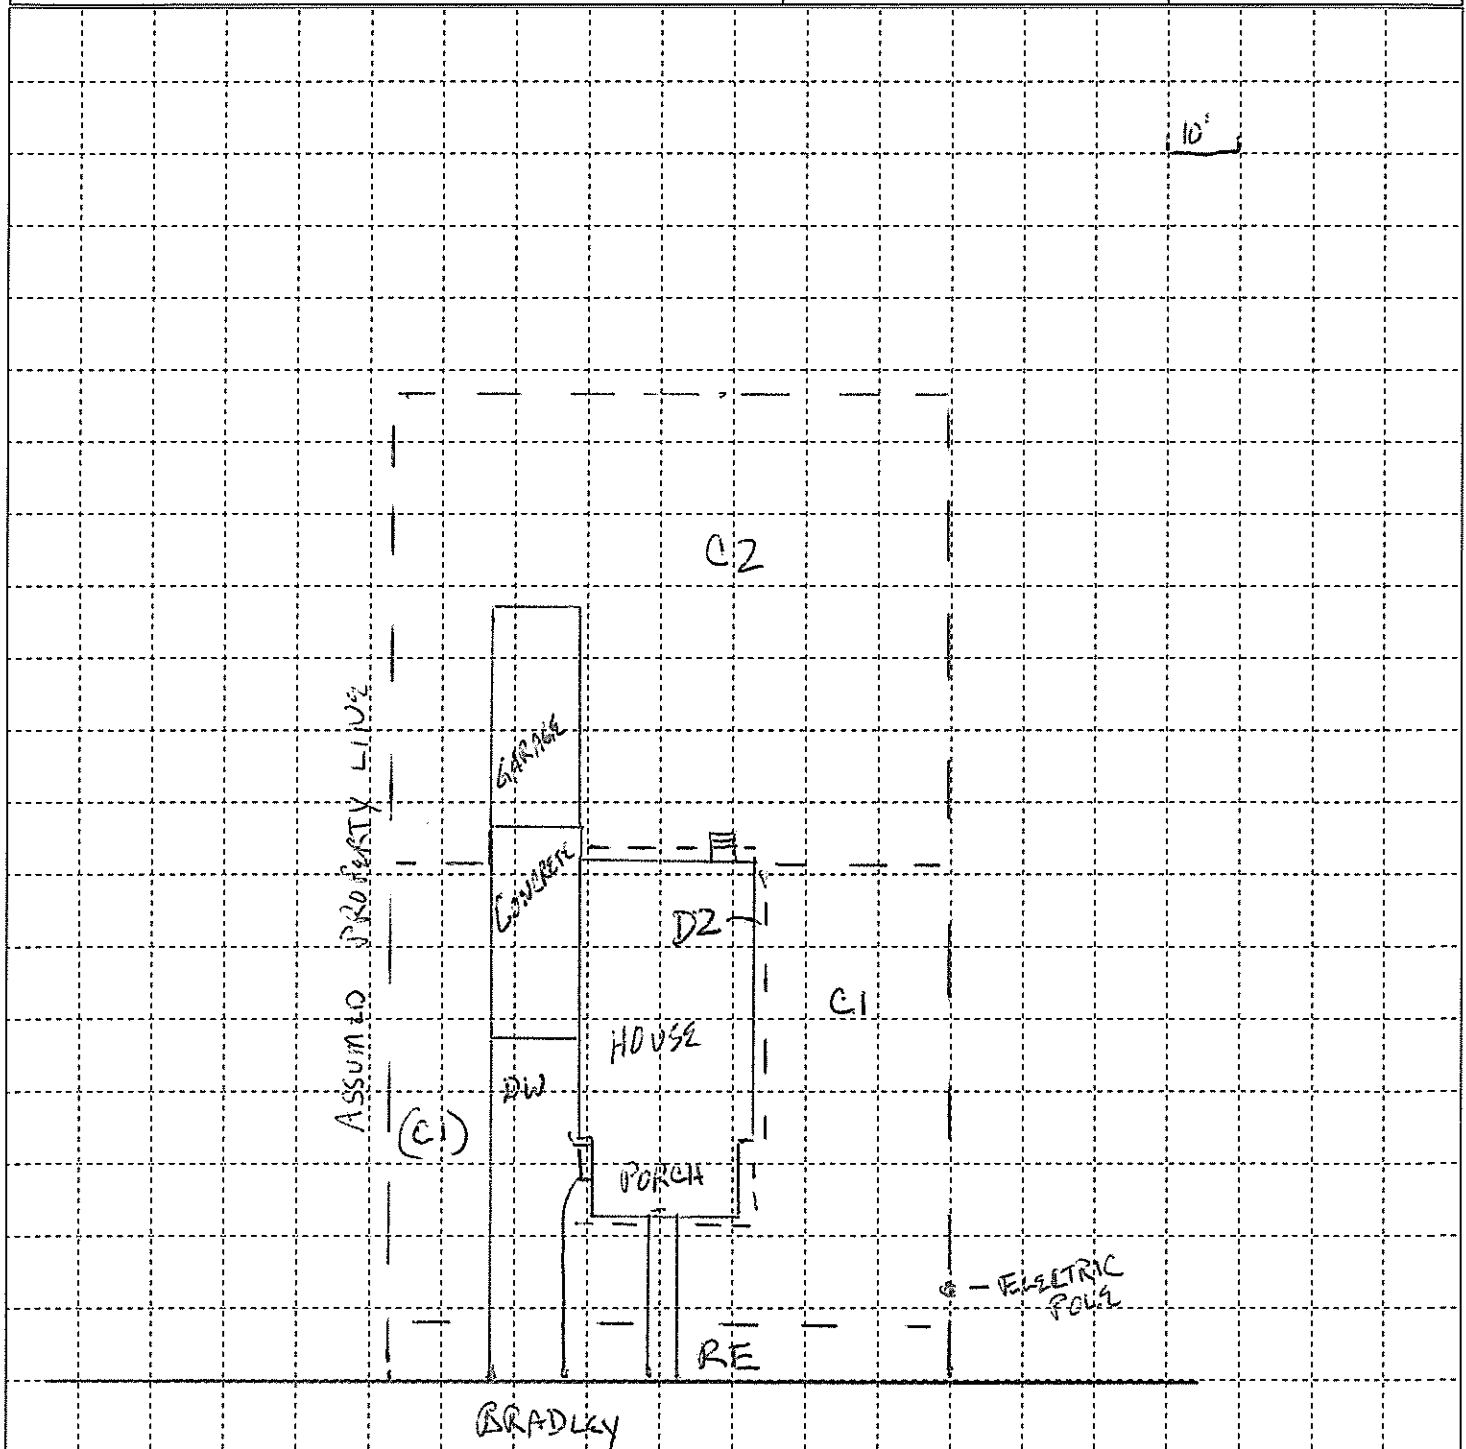 10'
C2
GARAGE
ASSUMED PROPERTY LINE
CONCRETE
D2
C1
HOUSE
DW
(C1)
PORCH
ELECTRIC
POLE
RE
BRADLEY